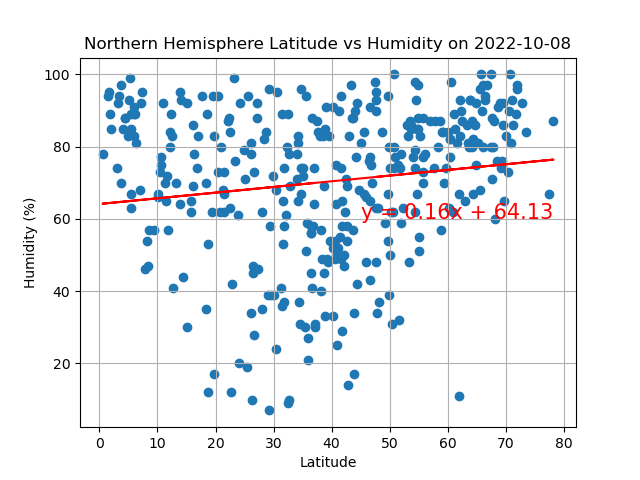 Northern Hemisphere Latitude vs Humidity on 2022-10-08
100
80
60
40
20
Humidity (%)
y = 0.16x + 64.13
0 10 20 30 40 50 60 70 80
Latitude